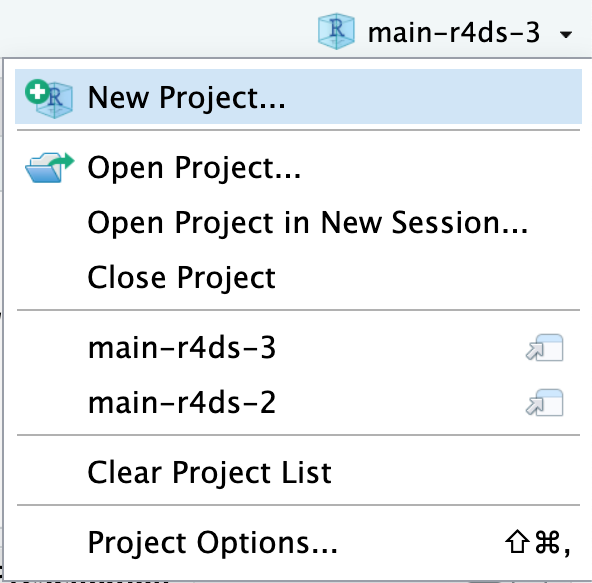 main-r4ds-3
New Project...
Open Project...
Open Project in New Session...
Close Project
main-r4ds-3
main-r4ds-2
Clear Project List
Project Options... ⇧⌘,